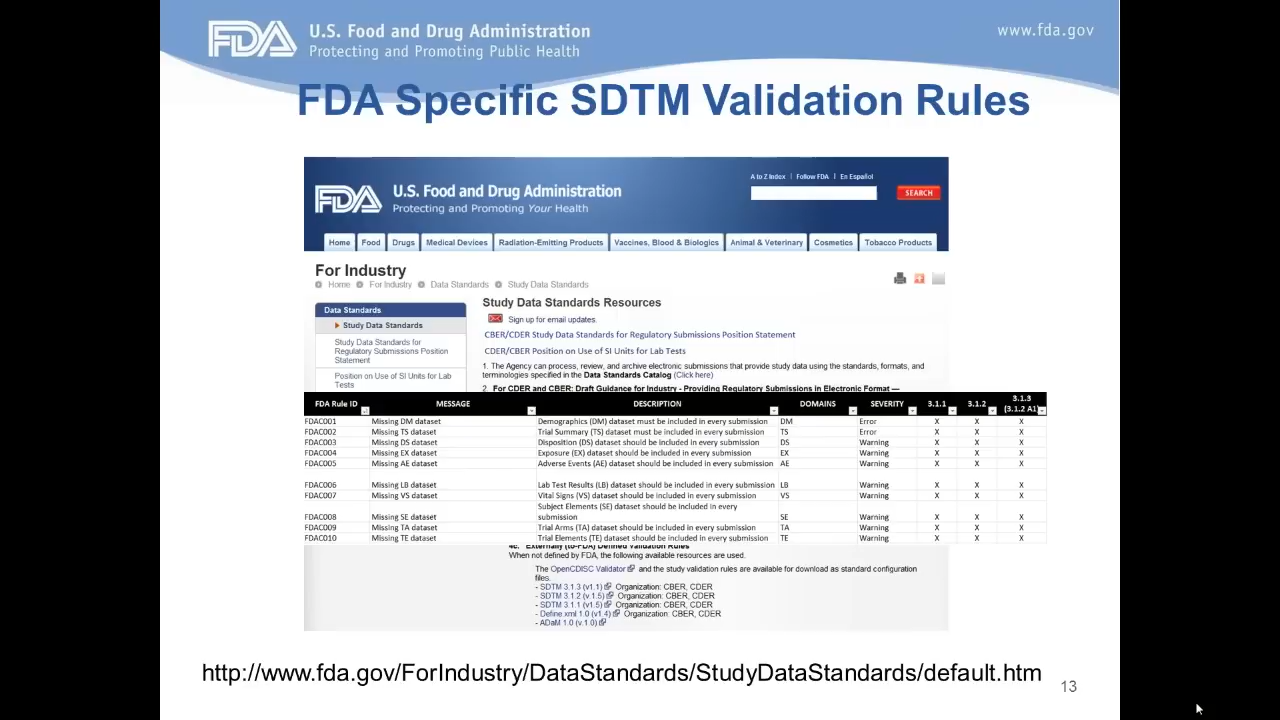 FDA U.S. Food and Drug Administration www.fda.gov
Protecting and Promoting Public Health
FDA Specific SDTM Validation Rules
A to Z Index | Follow FDA | En Español
FDA U.S. Food and Drug Administration
Protecting and Promoting Your Health
SEARCH
Home Food Drugs Medical Devices Radiation-Emitting Products Vaccines, Blood & Biologics Animal & Veterinary Cosmetics Tobacco Products
For Industry
Home For Industry Data Standards Study Data Standards
Data Standards
Study Data Standards
Study Data Standards for
Regulatory Submissions Position
Statement
Position on Use of SI Units for Lab
Tests
Study Data Standards Resources
Sign up for email updates.
CBER/CDER Study Data Standards for Regulatory Submissions Position Statement
CDER/CBER Position on Use of SI Units for Lab Tests
1. The Agency can process, review, and archive electronic submissions that provide study data using the standards, formats, and
terminologies specified in the Data Standards Catalog (Click here)
2. For CDER and CBER: Draft Guidance for Industry - Providing Regulatory Submissions in Electronic Format —
FDA Rule ID MESSAGE DESCRIPTION DOMAINS SEVERITY 3.1.1 3.1.2 3.1.3 (3.1.2 A1)
FDAC001 Missing DM dataset Demographics (DM) dataset must be included in every submission DM Error X X X
FDAC002 Missing TS dataset Trial Summary (TS) dataset must be included in every submission TS Error X X X
FDAC003 Missing DS dataset Disposition (DS) dataset should be included in every submission DS Warning X X X
FDAC004 Missing EX dataset Exposure (EX) dataset should be included in every submission EX Warning X X X
FDAC005 Missing AE dataset Adverse Events (AE) dataset should be included in every submission AE Warning X X X
FDAC006 Missing LB dataset Lab Test Results (LB) dataset should be included in every submission LB Warning X X X
FDAC007 Missing VS dataset Vital Signs (VS) dataset should be included in every submission VS Warning X X X
Subject Elements (SE) dataset should be included in every
FDAC008 Missing SE dataset submission SE Warning X X X
FDAC009 Missing TA dataset Trial Arms (TA) dataset should be included in every submission TA Warning X X X
FDAC010 Missing TE dataset Trial Elements (TE) dataset should be included in every submission TE Warning X X X
4c. Externally (to-FDA) Defined Validation Rules
When not defined by FDA, the following available resources are used.
The OpenCDISC Validator and the study validation rules are available for download as standard configuration
files.
- SDTM 3.1.3 (v1.1) Organization: CBER, CDER
- SDTM 3.1.2 (v.1.5) Organization: CBER, CDER
- SDTM 3.1.1 (v1.5) Organization: CBER, CDER
- Define.xml 1.0 (v1.4) Organization: CBER, CDER
- ADaM 1.0 (v.1.0)
http://www.fda.gov/ForIndustry/DataStandards/StudyDataStandards/default.htm
13